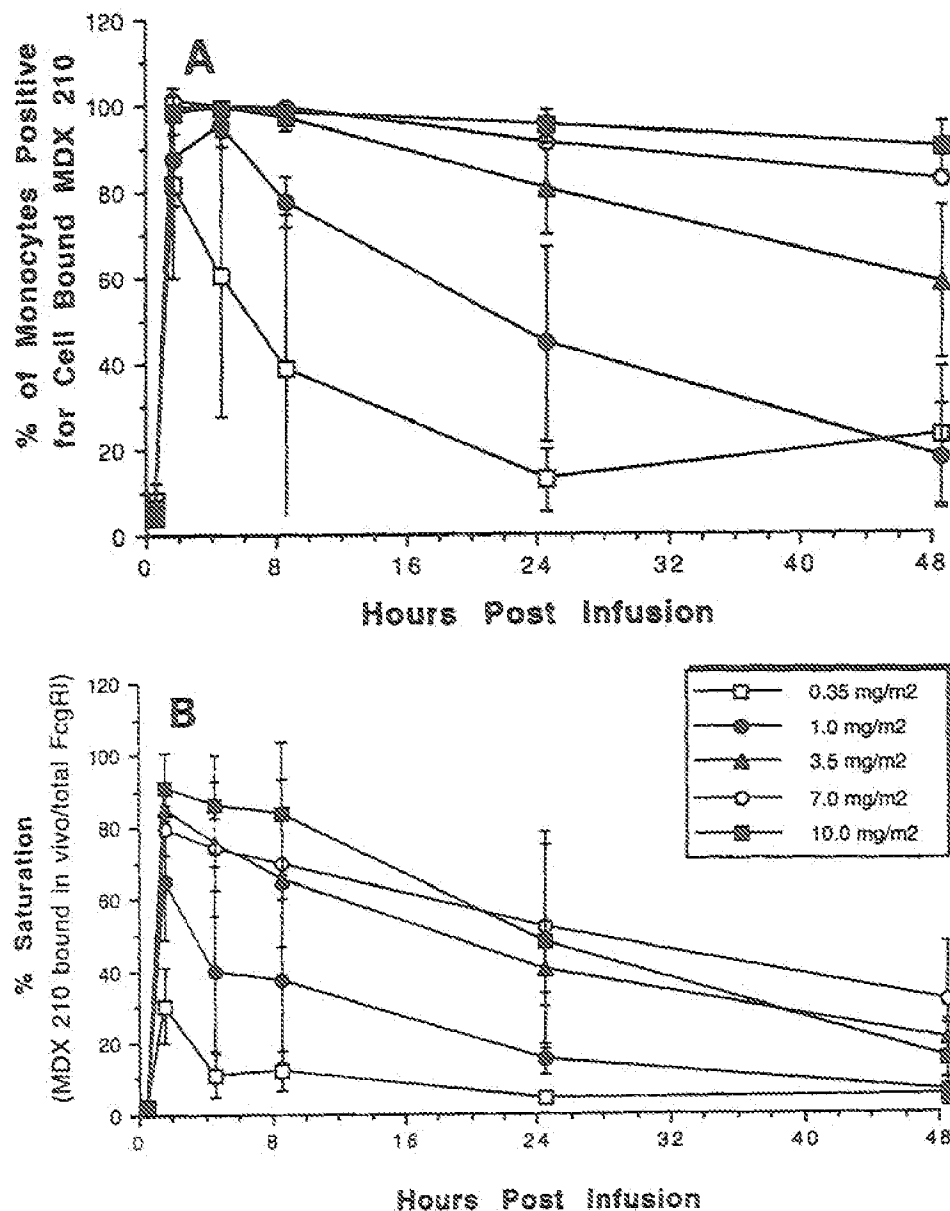 A
% of Monocytes Positive
for Cell Bound MDX 210
120
100
80
60
40
20
0
0 8 16 24 32 40 48
Hours Post Infusion
B
% Saturation
(MDX 210 bound in vivo/total FcgRI)
120
100
80
60
40
20
0
0 8 16 24 32 40 48
Hours Post Infusion
0.35 mg/m2
1.0 mg/m2
3.5 mg/m2
7.0 mg/m2
10.0 mg/m2